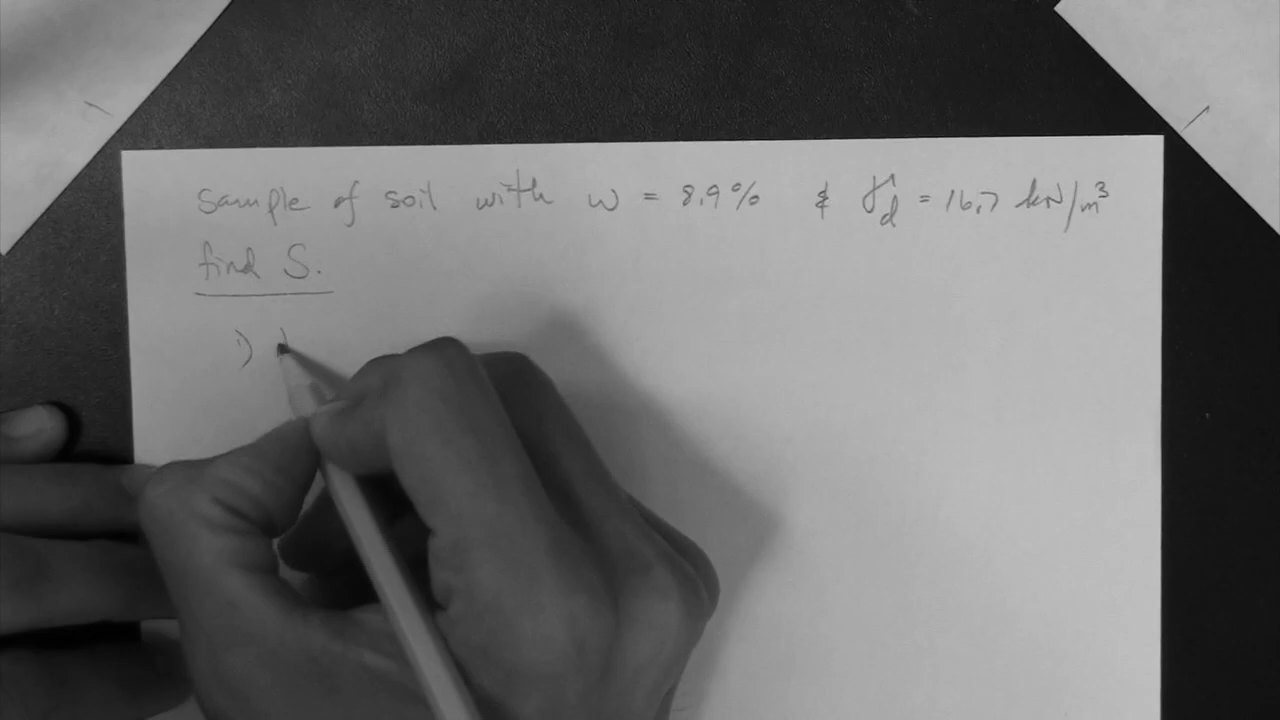 Sample of soil with w = 8.9% & γd = 16.7 kN/m³
find S.
1)